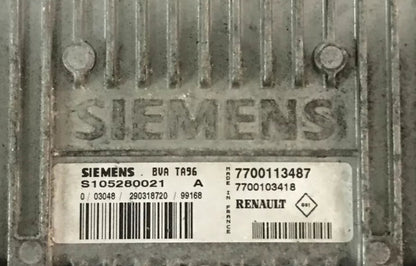 SIEMENS
SIEMENS . BVA TA96
S105280021 A
0 / 03048 / 290318720 / 99168
MADE IN FRANCE
7700113487
7700103418
RENAULT